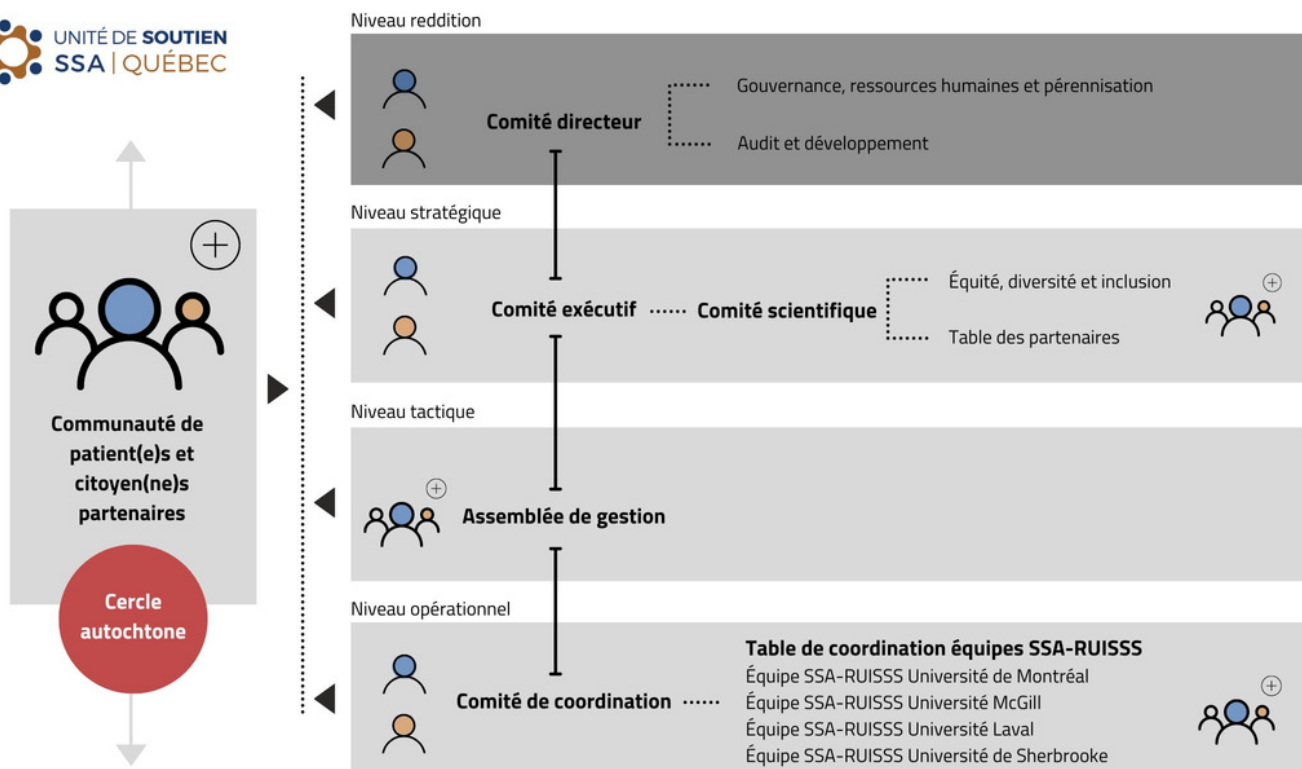 UNITÉ DE SOUTIEN
SSA | QUÉBEC
Communauté de
patient(e)s et
citoyen(ne)s
partenaires
Cercle
autochtone
Niveau reddition
Comité directeur
Gouvernance, ressources humaines et pérennisation
Audit et développement
Niveau stratégique
Comité exécutif
Comité scientifique
Équité, diversité et inclusion
Table des partenaires
Niveau tactique
Assemblée de gestion
Niveau opérationnel
Comité de coordination
Table de coordination équipes SSA-RUISSS
Équipe SSA-RUISSS Université de Montréal
Équipe SSA-RUISSS Université McGill
Équipe SSA-RUISSS Université Laval
Équipe SSA-RUISSS Université de Sherbrooke